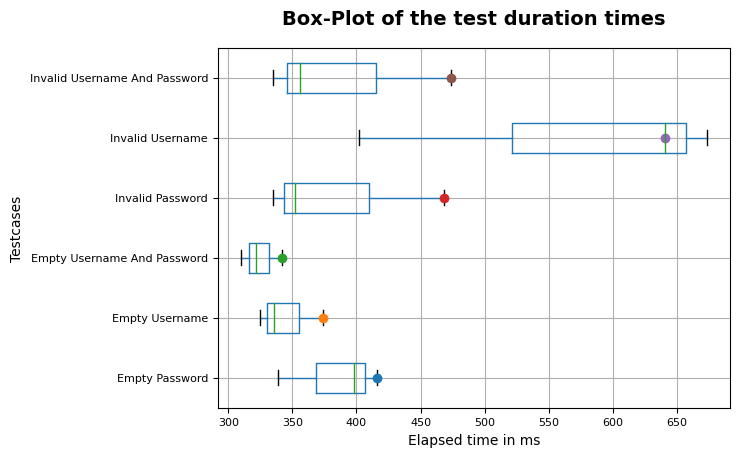 Box-Plot of the test duration times
Invalid Username And Password
Invalid Username
Invalid Password
Empty Username And Password
Empty Username
Empty Password
Testcases
300 350 400 450 500 550 600 650
Elapsed time in ms